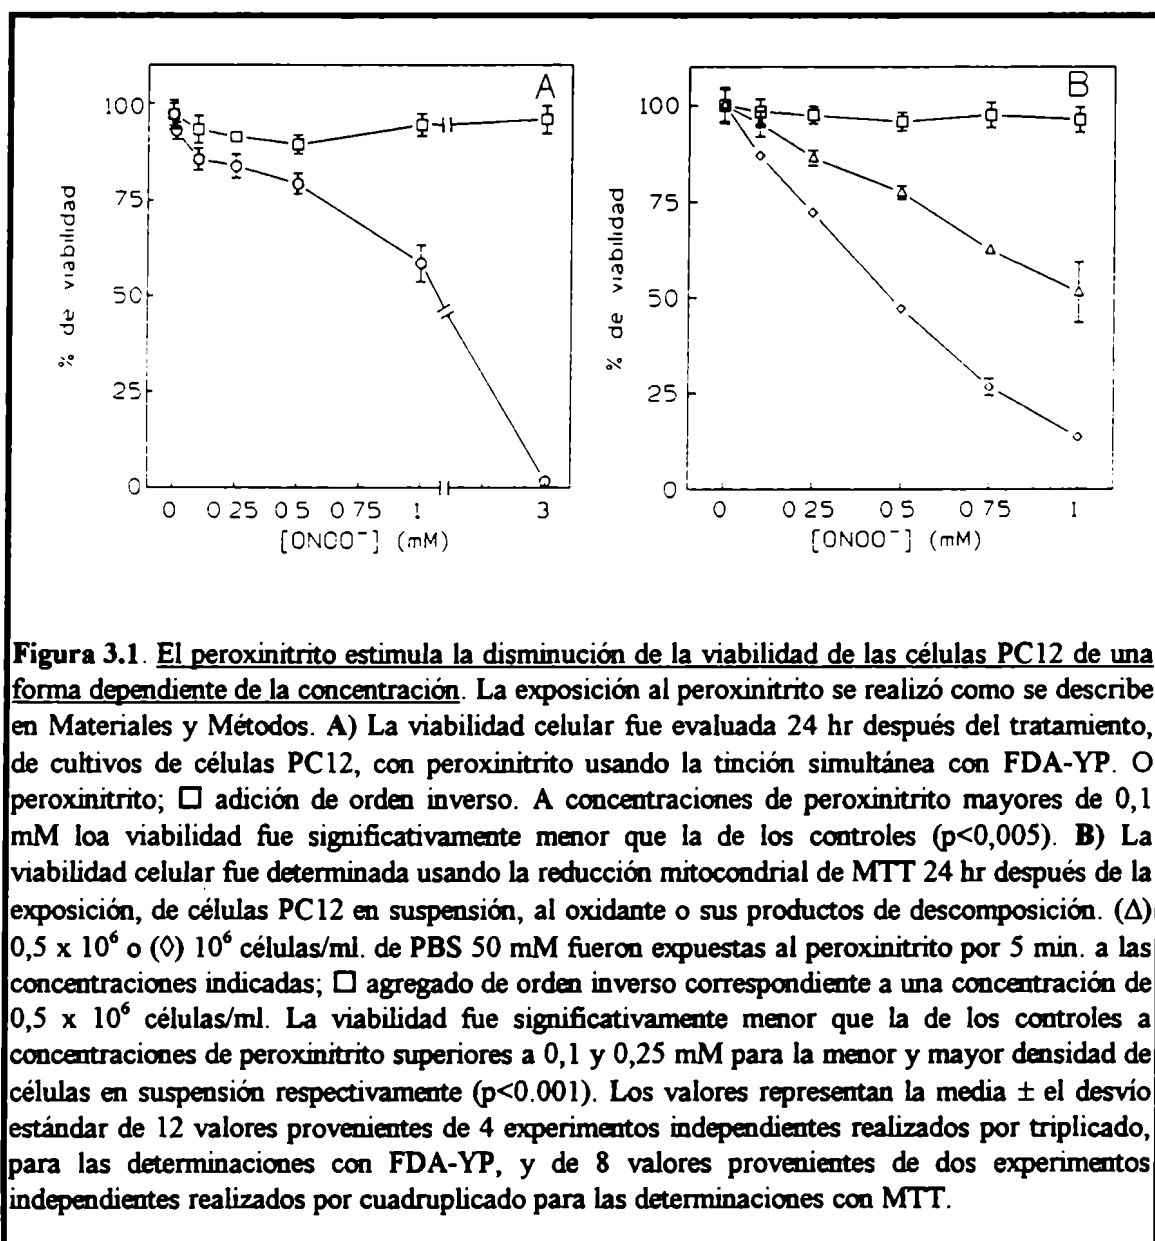 A
B
100
75
50
25
0
% de viabilidad
0 0 25 0 5 0 75 1 3
[ONCO⁻] (mM)
100
75
50
25
0
% de viabilidad
0 0 25 0 5 0 75 1
[ONOO⁻] (mM)
Figura 3.1. El peroxinitrito estimula la disminución de la viabilidad de las células PC12 de una
forma dependiente de la concentración. La exposición al peroxinitrito se realizó como se describe
en Materiales y Métodos. A) La viabilidad celular fue evaluada 24 hr después del tratamiento,
de cultivos de células PC12, con peroxinitrito usando la tinción simultánea con FDA-YP. O
peroxinitrito; □ adición de orden inverso. A concentraciones de peroxinitrito mayores de 0,1
mM loa viabilidad fue significativamente menor que la de los controles (p<0,005). B) La
viabilidad celular fue determinada usando la reducción mitocondrial de MTT 24 hr después de la
exposición, de células PC12 en suspensión, al oxidante o sus productos de descomposición. (Δ)
0,5 x 10⁶ o (◊) 10⁶ células/ml. de PBS 50 mM fueron expuestas al peroxinitrito por 5 min. a las
concentraciones indicadas; □ agregado de orden inverso correspondiente a una concentración de
0,5 x 10⁶ células/ml. La viabilidad fue significativamente menor que la de los controles a
concentraciones de peroxinitrito superiores a 0,1 y 0,25 mM para la menor y mayor densidad de
células en suspensión respectivamente (p<0.001). Los valores representan la media ± el desvío
estándar de 12 valores provenientes de 4 experimentos independientes realizados por triplicado,
para las determinaciones con FDA-YP, y de 8 valores provenientes de dos experimentos
independientes realizados por cuadruplicado para las determinaciones con MTT.